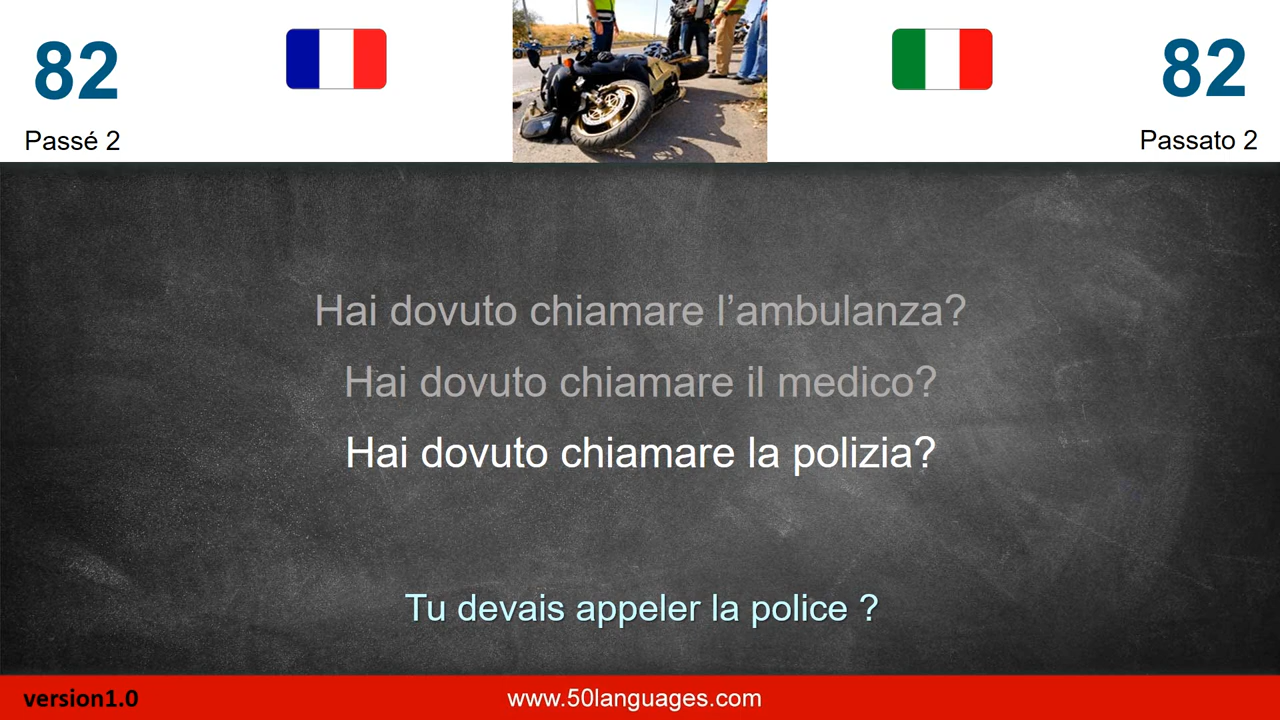 82
82
Passé 2
Passato 2
Hai dovuto chiamare l’ambulanza?
Hai dovuto chiamare il medico?
Hai dovuto chiamare la polizia?
Tu devais appeler la police ?
version1.0
www.50languages.com